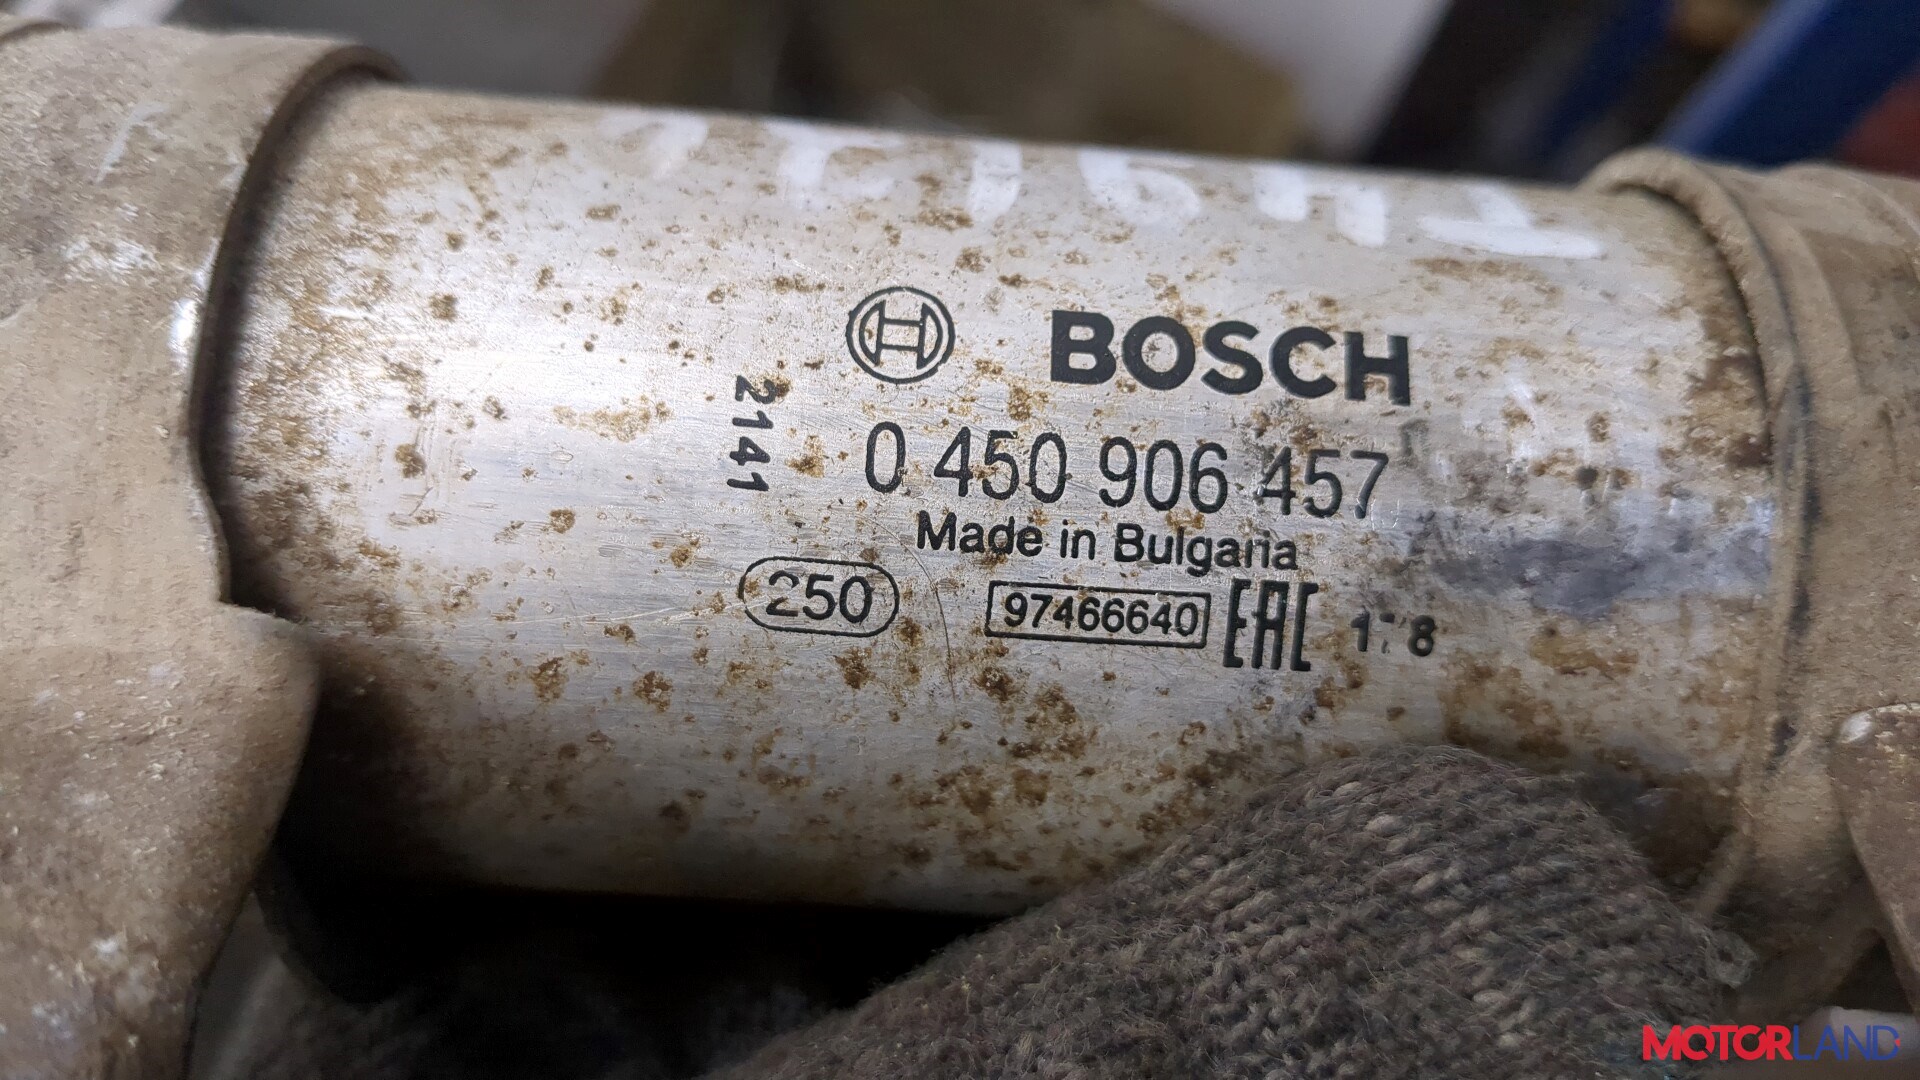 BOSCH
2141
0 450 906 457
Made in Bulgaria
250
97466640
EAC
MOTORLAND